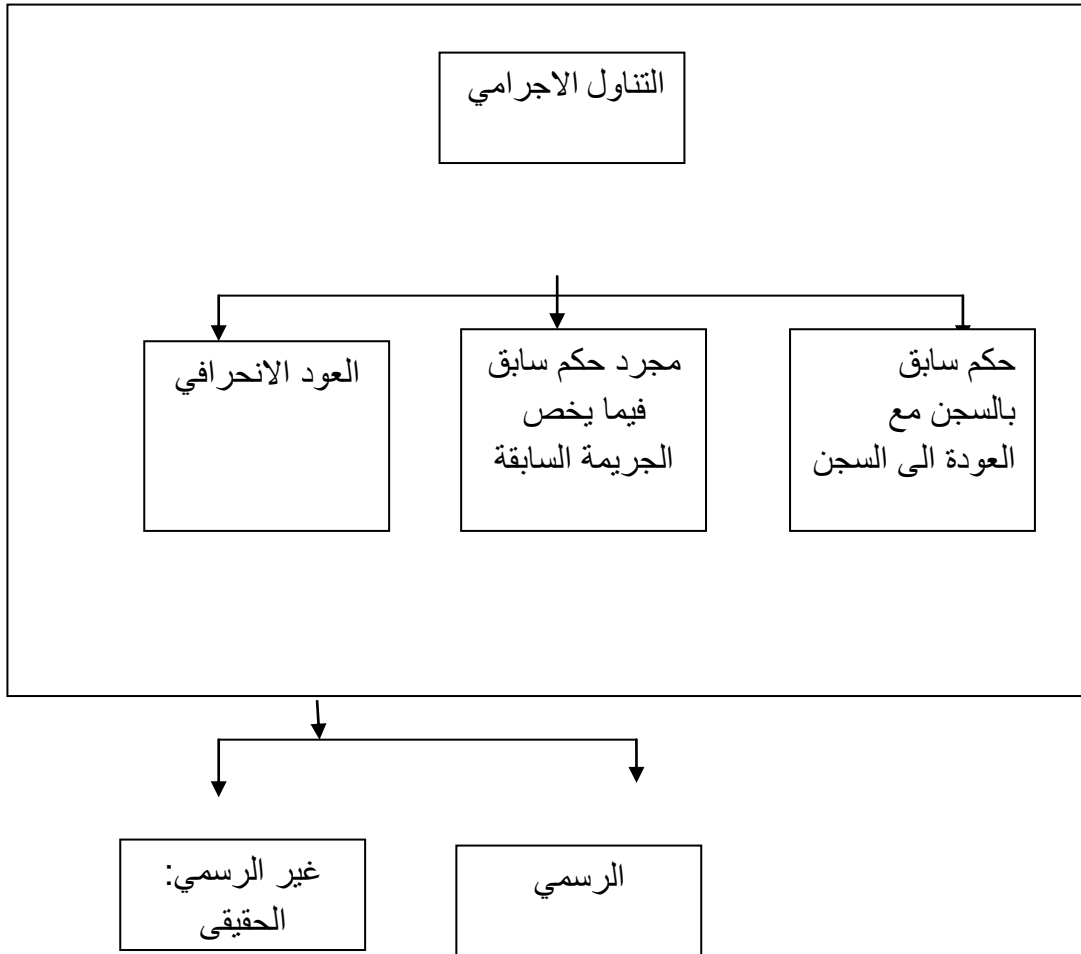 التناول الاجرامي
حكم سابق
بالسجن مع
العودة الى السجن
مجرد حكم سابق
فيما يخص
الجريمة السابقة
العود الانحرافي
الرسمي
غير الرسمي:
الحقيقى